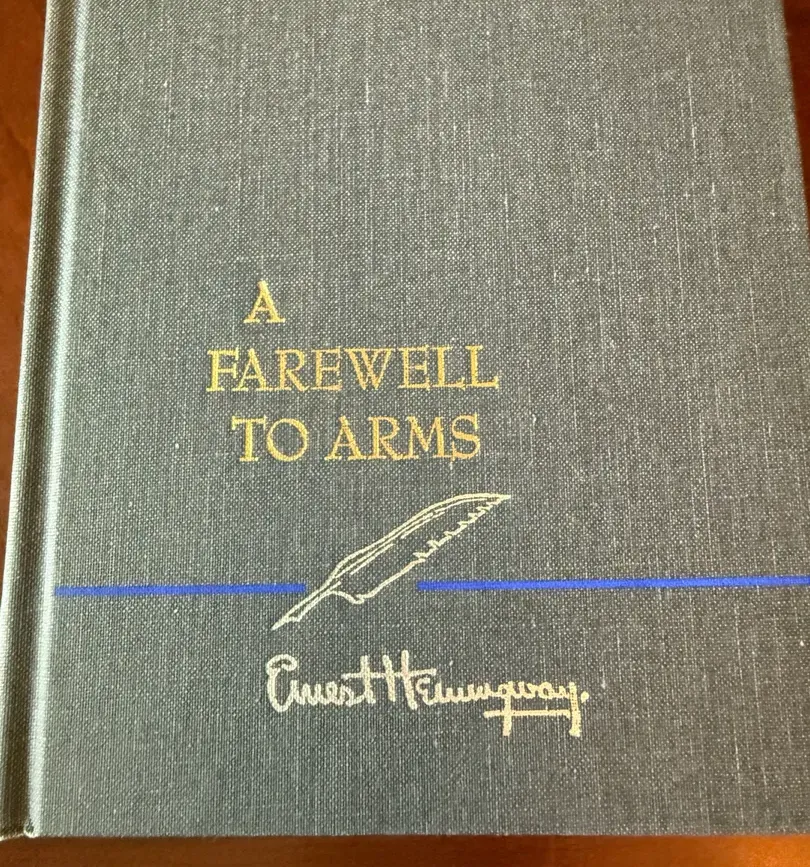 A
FAREWELL
TO ARMS
Ernest Hemingway.